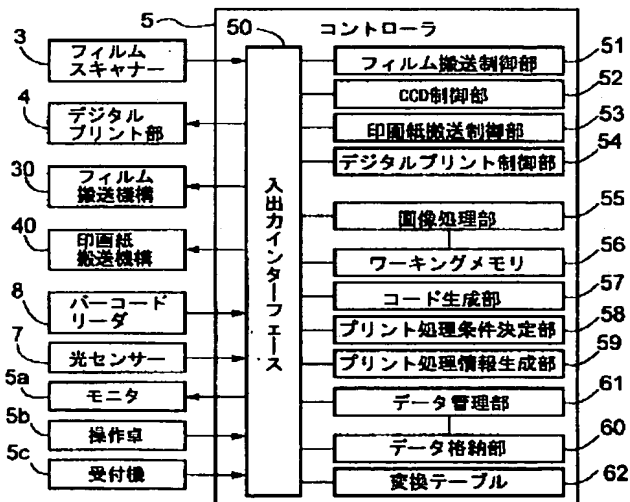 5
コントローラ
50
入出力インターフェース
3
フィルム
スキャナー
4
デジタル
プリント部
30
フィルム
搬送機構
40
印画紙
搬送機構
8
バーコード
リーダ
7
光センサー
5a
モニタ
5b
操作卓
5c
受付機
フィルム搬送制御部
51
CCD制御部
52
印画紙搬送制御部
53
デジタルプリント制御部
54
画像処理部
55
ワーキングメモリ
56
コード生成部
57
プリント処理条件決定部
58
プリント処理情報生成部
59
データ管理部
61
データ格納部
60
変換テーブル
62